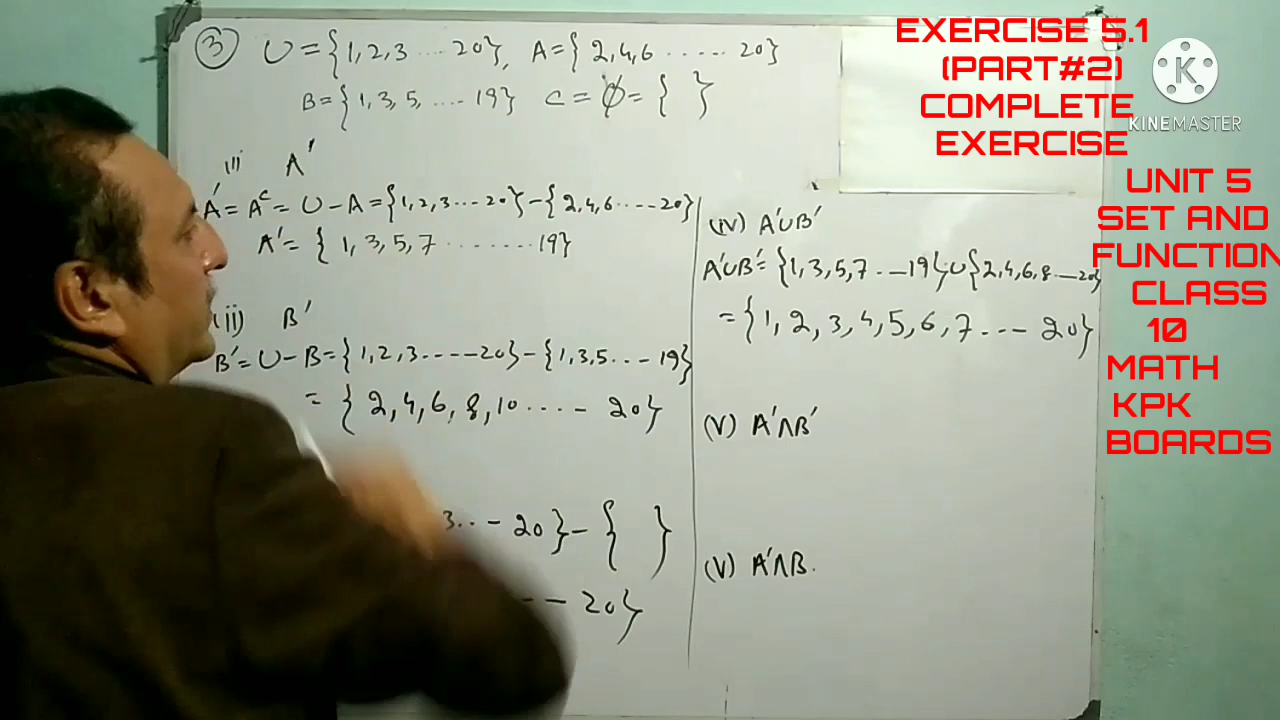 ③ U = {1, 2, 3 .... 20}, A = {2, 4, 6 ...... 20}
B = {1, 3, 5, .... 19} C = ∅ = { }
A'
A' = Aᶜ = U - A = {1, 2, 3 ... 20} - {2, 4, 6 .... 20}
A' = { 1, 3, 5, 7 ........ 19}
(ii) B'
B' = U - B = {1, 2, 3 ..... 20} - {1, 3, 5 ... 19}
= { 2, 4, 6, 8, 10 ..... 20}
3 ... 20} - { }
20}
(iv) A'∪B'
A'∪B' = {1, 3, 5, 7 ... 19} ∪ {2, 4, 6, 8 ... 20}
= {1, 2, 3, 4, 5, 6, 7 .... 20}
(V) A'∩B'
(V) A'∩B.
EXERCISE 5.1
(PART#2)
COMPLETE
EXERCISE
K
KINEMASTER
UNIT 5
SET AND
FUNCTION
CLASS
10
MATH
KPK
BOARDS